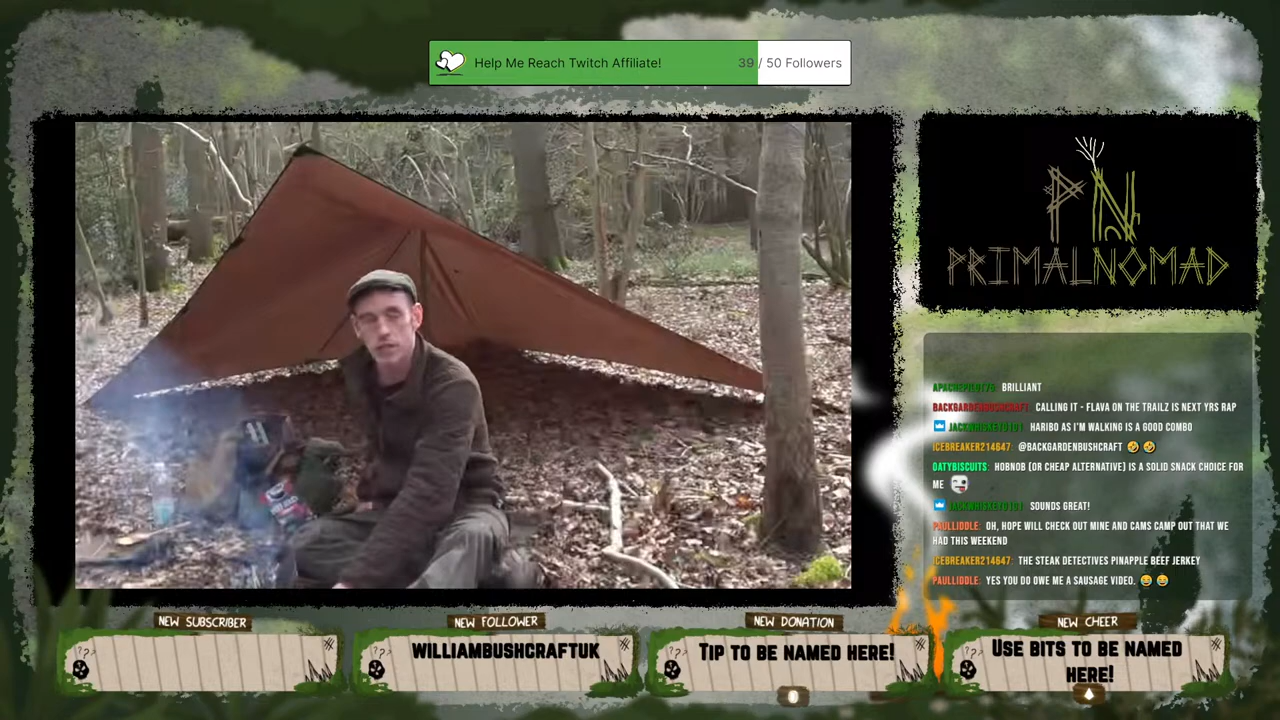 Help Me Reach Twitch Affiliate! 39 / 50 Followers
PN
PRIMALNOMAD
APACHEPILOT76: BRILLIANT
BACKGARDENBUSHCRAFT: CALLING IT - FLAVA ON THE TRAILZ IS NEXT YRS RAP
JACKWHISKEY0101: HARIBO AS I'M WALKING IS A GOOD COMBO
ICEBREAKER214647: @BACKGARDENBUSHCRAFT
OATYBISCUITS: HOBNOB (OR CHEAP ALTERNATIVE) IS A SOLID SNACK CHOICE FOR
ME
JACKWHISKEY0101: SOUNDS GREAT!
PAULLIDDLE: OH, HOPE WILL CHECK OUT MINE AND CAMS CAMP OUT THAT WE
HAD THIS WEEKEND
ICEBREAKER214647: THE STEAK DETECTIVES PINAPPLE BEEF JERKEY
PAULLIDDLE: YES YOU DO OWE ME A SAUSAGE VIDEO.
NEW SUBSCRIBER
NEW FOLLOWER
WILLIAMBUSHCRAFTUK
NEW DONATION
TIP TO BE NAMED HERE!
NEW CHEER
USE BITS TO BE NAMED
HERE!